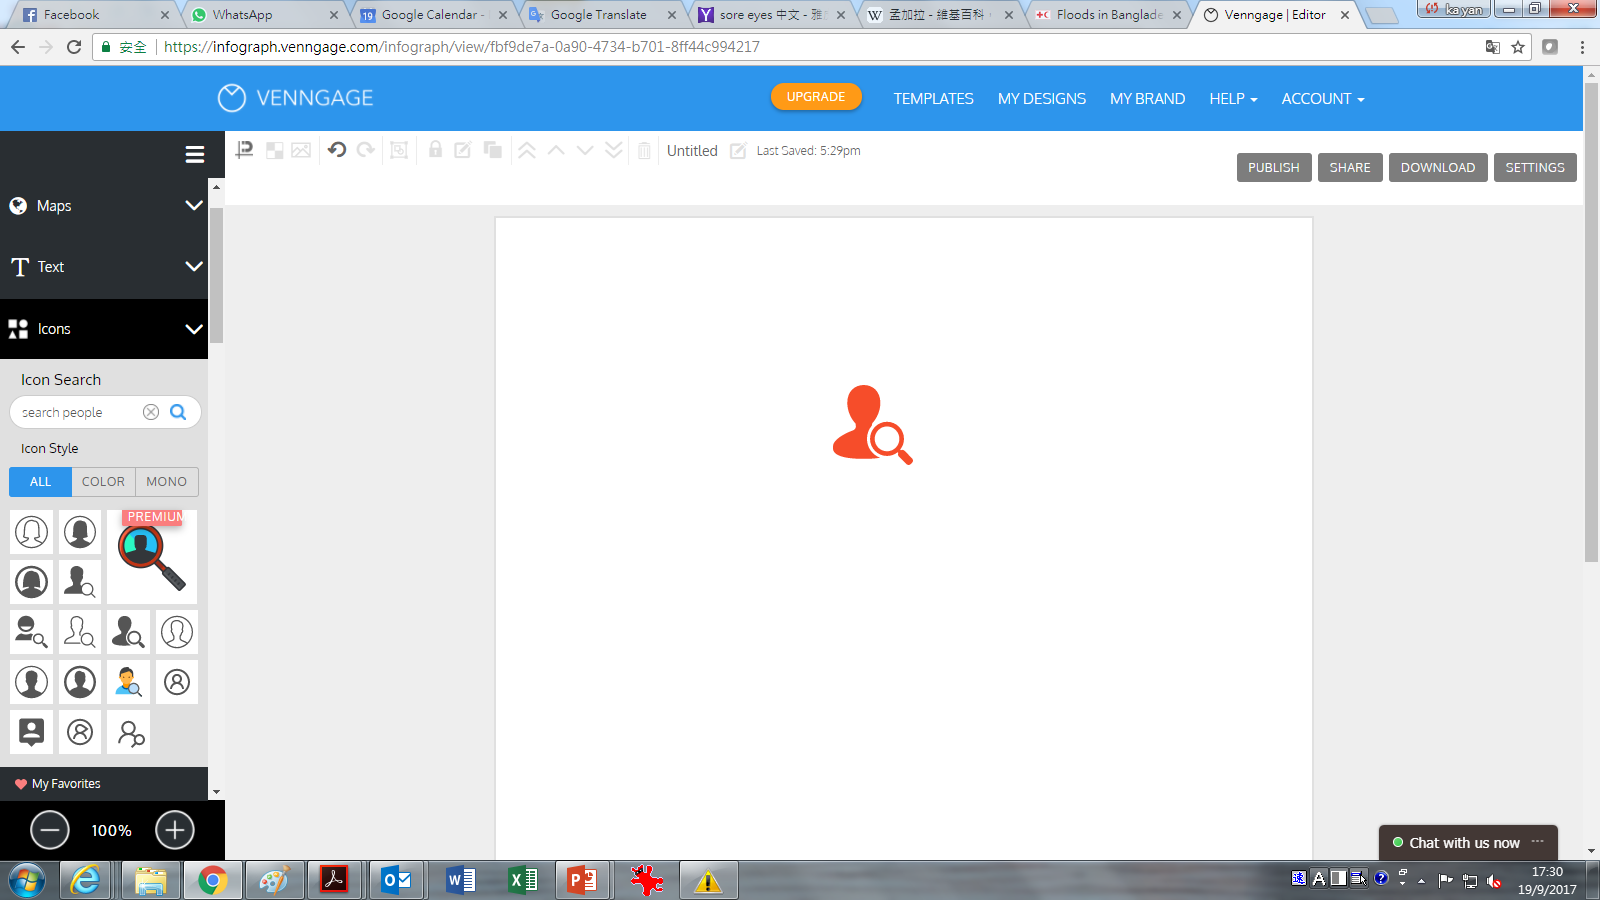 Facebook
WhatsApp
Google Calendar -
Google Translate
sore eyes 中文 - 雅
孟加拉 - 維基百科
Floods in Banglade
Venngage | Editor
ka yan
安全
https://infograph.venngage.com/infograph/view/fbf9de7a-0a90-4734-b701-8ff44c994217
VENNGAGE
UPGRADE
TEMPLATES
MY DESIGNS
MY BRAND
HELP
ACCOUNT
Untitled
Last Saved: 5:29pm
PUBLISH
SHARE
DOWNLOAD
SETTINGS
Maps
Text
Icons
Icon Search
search people
Icon Style
ALL
COLOR
MONO
PREMIUM
My Favorites
100%
Chat with us now
17:30
19/9/2017